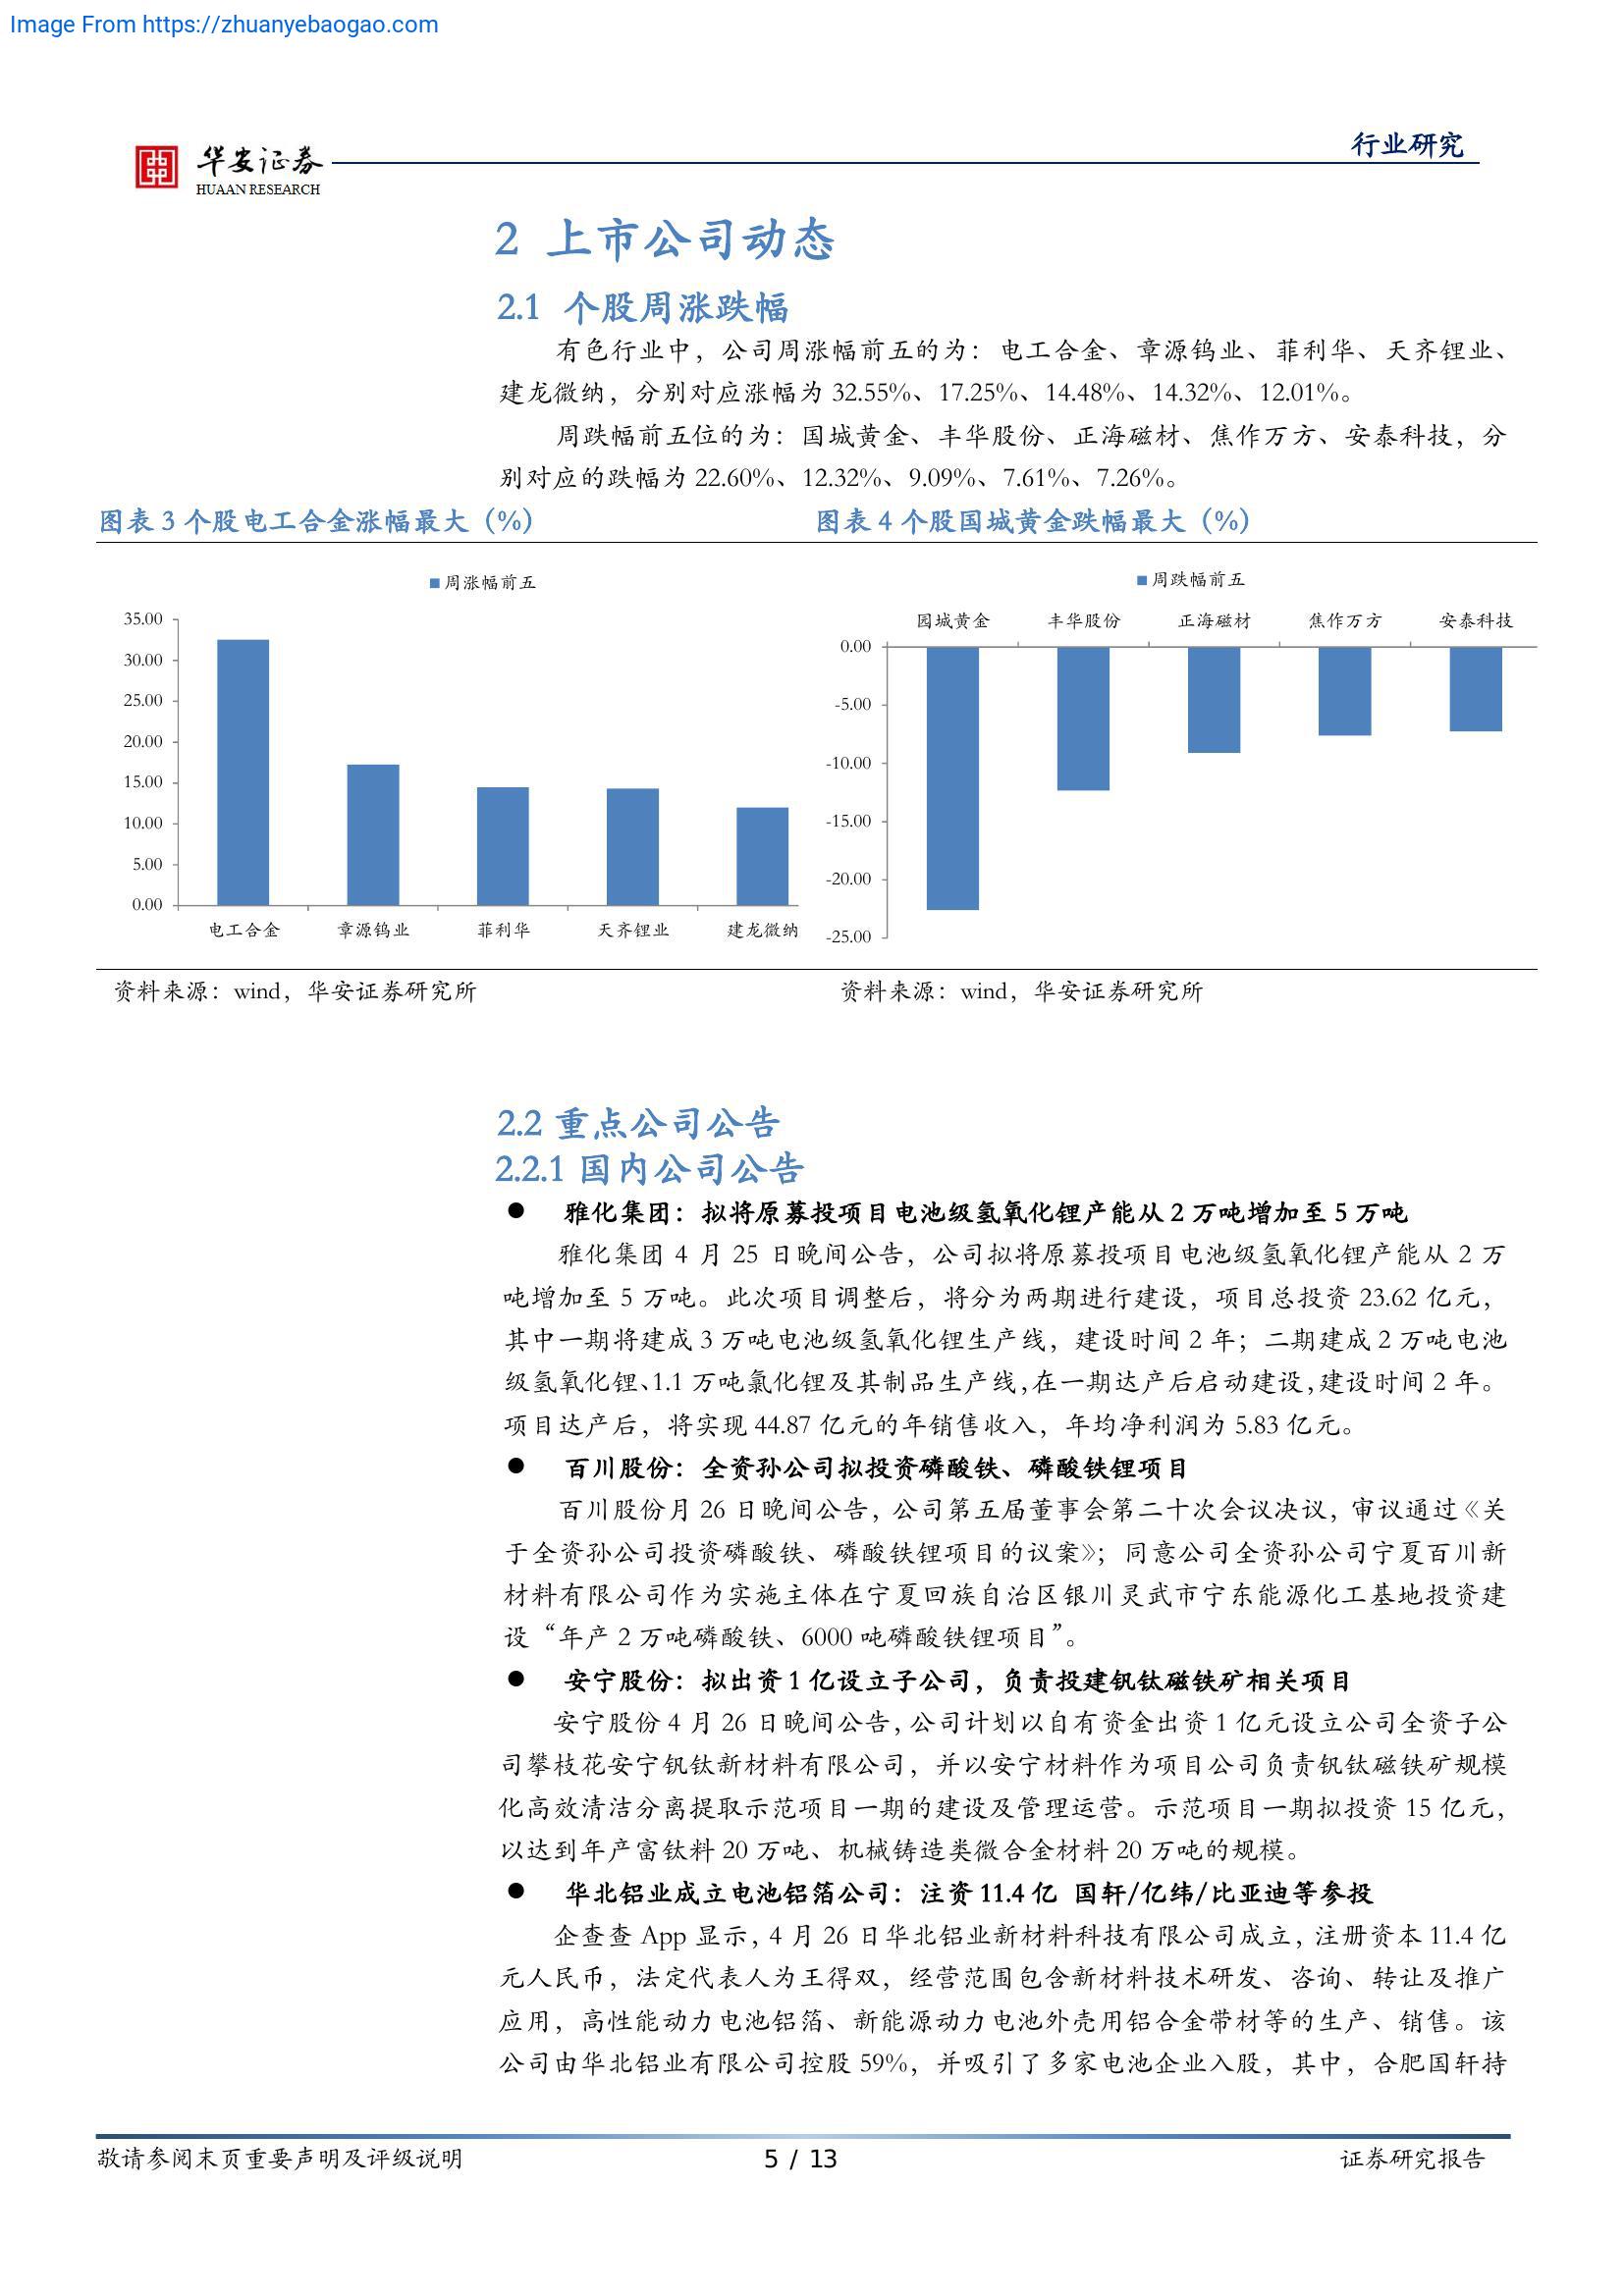 Image From https://zhuanyebaogao.com
华安证券
HUAAN RESEARCH
行业研究
2 上市公司动态
2.1 个股周涨跌幅
有色行业中，公司周涨幅前五的为：电工合金、章源钨业、菲利华、天齐锂业、
建龙微纳，分别对应涨幅为 32.55%、17.25%、14.48%、14.32%、12.01%。
周跌幅前五位的为：国城黄金、丰华股份、正海磁材、焦作万方、安泰科技，分
别对应的跌幅为 22.60%、12.32%、9.09%、7.61%、7.26%。
图表 3 个股电工合金涨幅最大（%）
周涨幅前五
35.00
30.00
25.00
20.00
15.00
10.00
5.00
0.00
电工合金 章源钨业 菲利华 天齐锂业 建龙微纳
资料来源：wind，华安证券研究所
图表 4 个股国城黄金跌幅最大（%）
周跌幅前五
园城黄金 丰华股份 正海磁材 焦作万方 安泰科技
0.00
-5.00
-10.00
-15.00
-20.00
-25.00
资料来源：wind，华安证券研究所
2.2 重点公司公告
2.2.1 国内公司公告
● 雅化集团：拟将原募投项目电池级氢氧化锂产能从 2 万吨增加至 5 万吨
雅化集团 4 月 25 日晚间公告，公司拟将原募投项目电池级氢氧化锂产能从 2 万
吨增加至 5 万吨。此次项目调整后，将分为两期进行建设，项目总投资 23.62 亿元，
其中一期将建成 3 万吨电池级氢氧化锂生产线，建设时间 2 年；二期建成 2 万吨电池
级氢氧化锂、1.1 万吨氯化锂及其制品生产线，在一期达产后启动建设，建设时间 2 年。
项目达产后，将实现 44.87 亿元的年销售收入，年均净利润为 5.83 亿元。
● 百川股份：全资孙公司拟投资磷酸铁、磷酸铁锂项目
百川股份月 26 日晚间公告，公司第五届董事会第二十次会议决议，审议通过《关
于全资孙公司投资磷酸铁、磷酸铁锂项目的议案》；同意公司全资孙公司宁夏百川新
材料有限公司作为实施主体在宁夏回族自治区银川灵武市宁东能源化工基地投资建
设“年产 2 万吨磷酸铁、6000 吨磷酸铁锂项目”。
● 安宁股份：拟出资 1 亿设立子公司，负责投建钒钛磁铁矿相关项目
安宁股份 4 月 26 日晚间公告，公司计划以自有资金出资 1 亿元设立公司全资子公
司攀枝花安宁钒钛新材料有限公司，并以安宁材料作为项目公司负责钒钛磁铁矿规模
化高效清洁分离提取示范项目一期的建设及管理运营。示范项目一期拟投资 15 亿元，
以达到年产富钛料 20 万吨、机械铸造类微合金材料 20 万吨的规模。
● 华北铝业成立电池铝箔公司：注资 11.4 亿 国轩/亿纬/比亚迪等参投
企查查 App 显示，4 月 26 日华北铝业新材料科技有限公司成立，注册资本 11.4 亿
元人民币，法定代表人为王得双，经营范围包含新材料技术研发、咨询、转让及推广
应用，高性能动力电池铝箔、新能源动力电池外壳用铝合金带材等的生产、销售。该
公司由华北铝业有限公司控股 59%，并吸引了多家电池企业入股，其中，合肥国轩持
敬请参阅末页重要声明及评级说明
5 / 13
证券研究报告